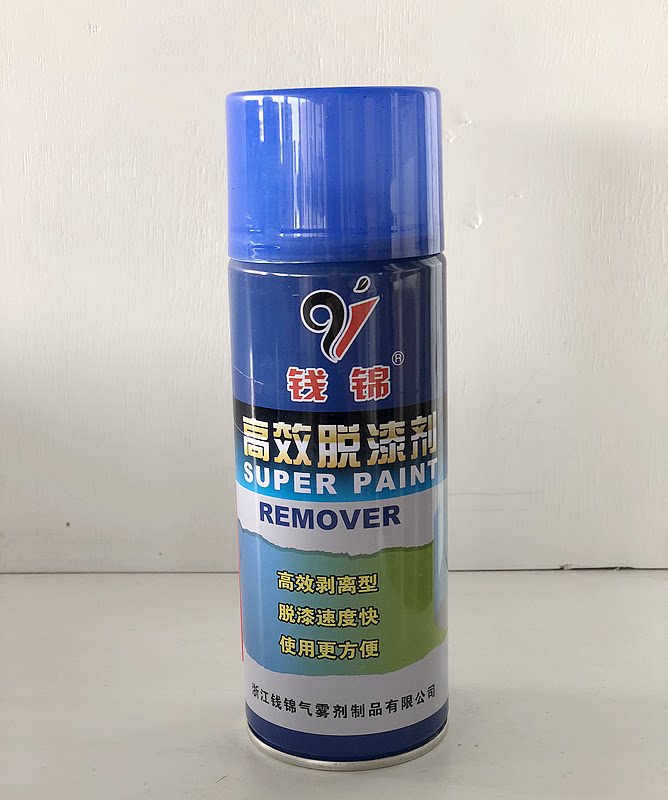 钱锦®
高效脱漆剂
SUPER PAINT
REMOVER
高效剥离型
脱漆速度快
使用更方便
浙江钱锦气雾剂制品有限公司